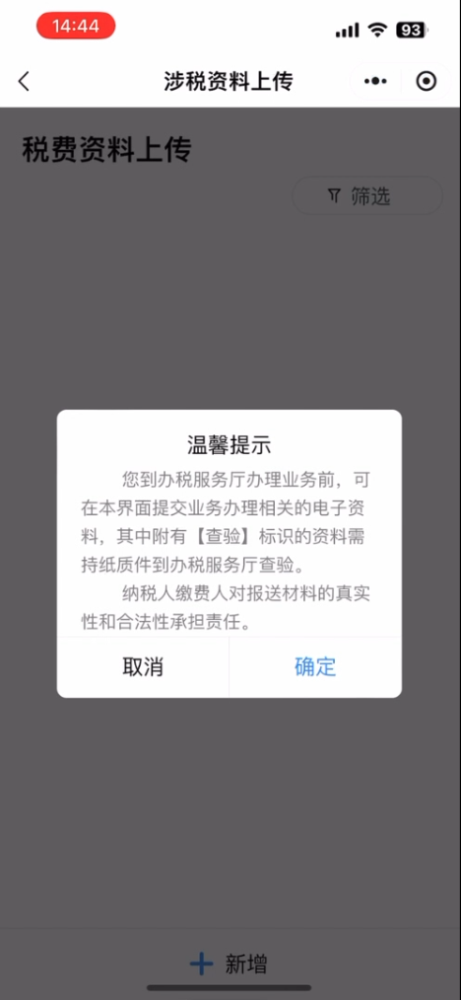 14:44
93
涉税资料上传
税费资料上传
筛选
温馨提示
您到办税服务厅办理业务前，可
在本界面提交业务办理相关的电子资
料，其中附有【查验】标识的资料需
持纸质件到办税服务厅查验。
纳税人缴费人对报送材料的真实
性和合法性承担责任。
取消
确定
新增